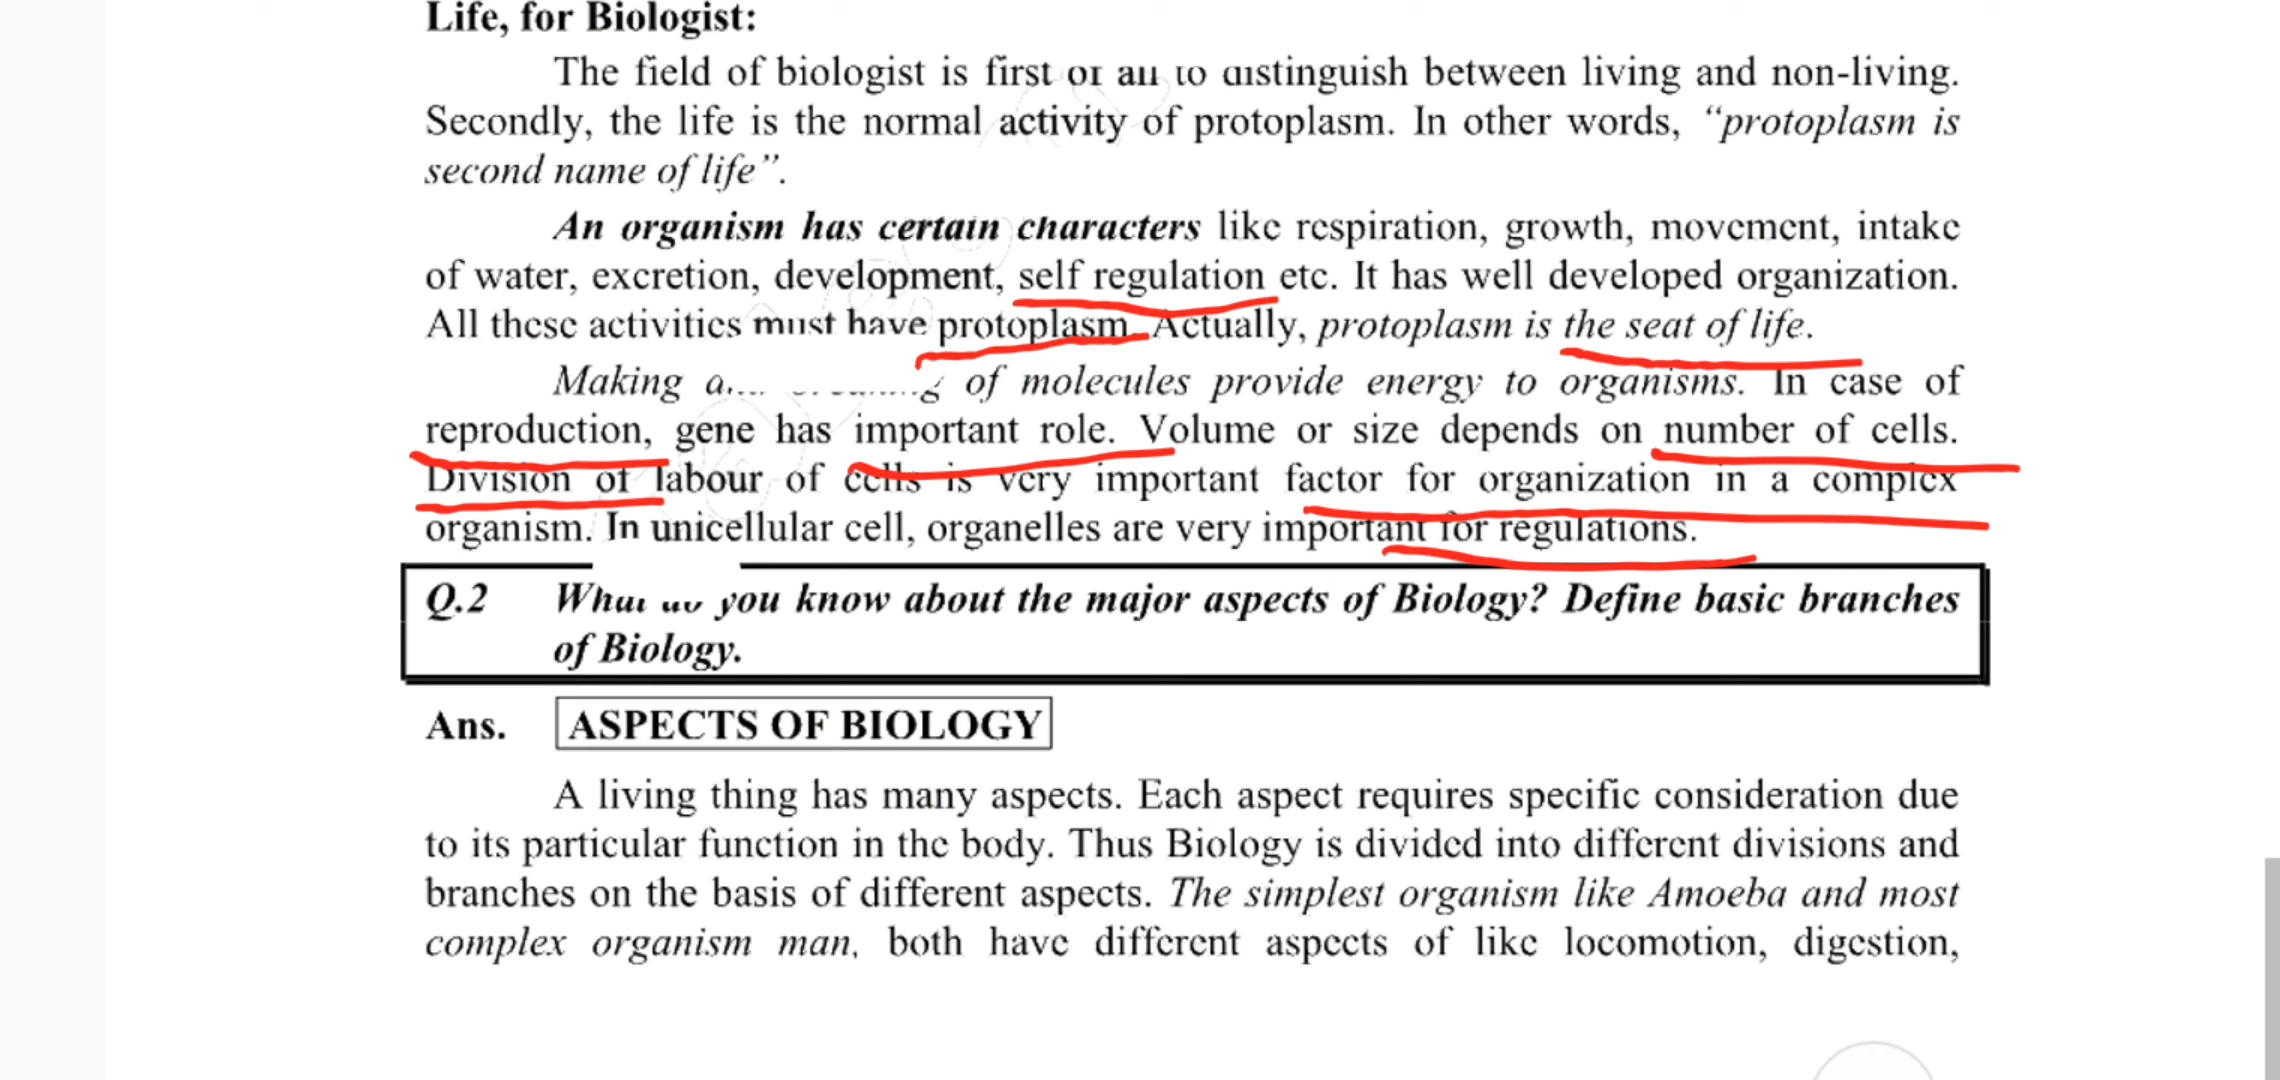 Life, for Biologist:
The field of biologist is first of all to distinguish between living and non-living.
Secondly, the life is the normal activity of protoplasm. In other words, “protoplasm is
second name of life”.
An organism has certain characters like respiration, growth, movement, intake
of water, excretion, development, self regulation etc. It has well developed organization.
All these activities must have protoplasm. Actually, protoplasm is the seat of life.
Making of molecules provide energy to organisms. In case of
reproduction, gene has important role. Volume or size depends on number of cells.
Division of labour of cells is very important factor for organization in a complex
organism. In unicellular cell, organelles are very important for regulations.
Q.2 What do you know about the major aspects of Biology? Define basic branches
of Biology.
Ans. ASPECTS OF BIOLOGY
A living thing has many aspects. Each aspect requires specific consideration due
to its particular function in the body. Thus Biology is divided into different divisions and
branches on the basis of different aspects. The simplest organism like Amoeba and most
complex organism man, both have different aspects of like locomotion, digestion,